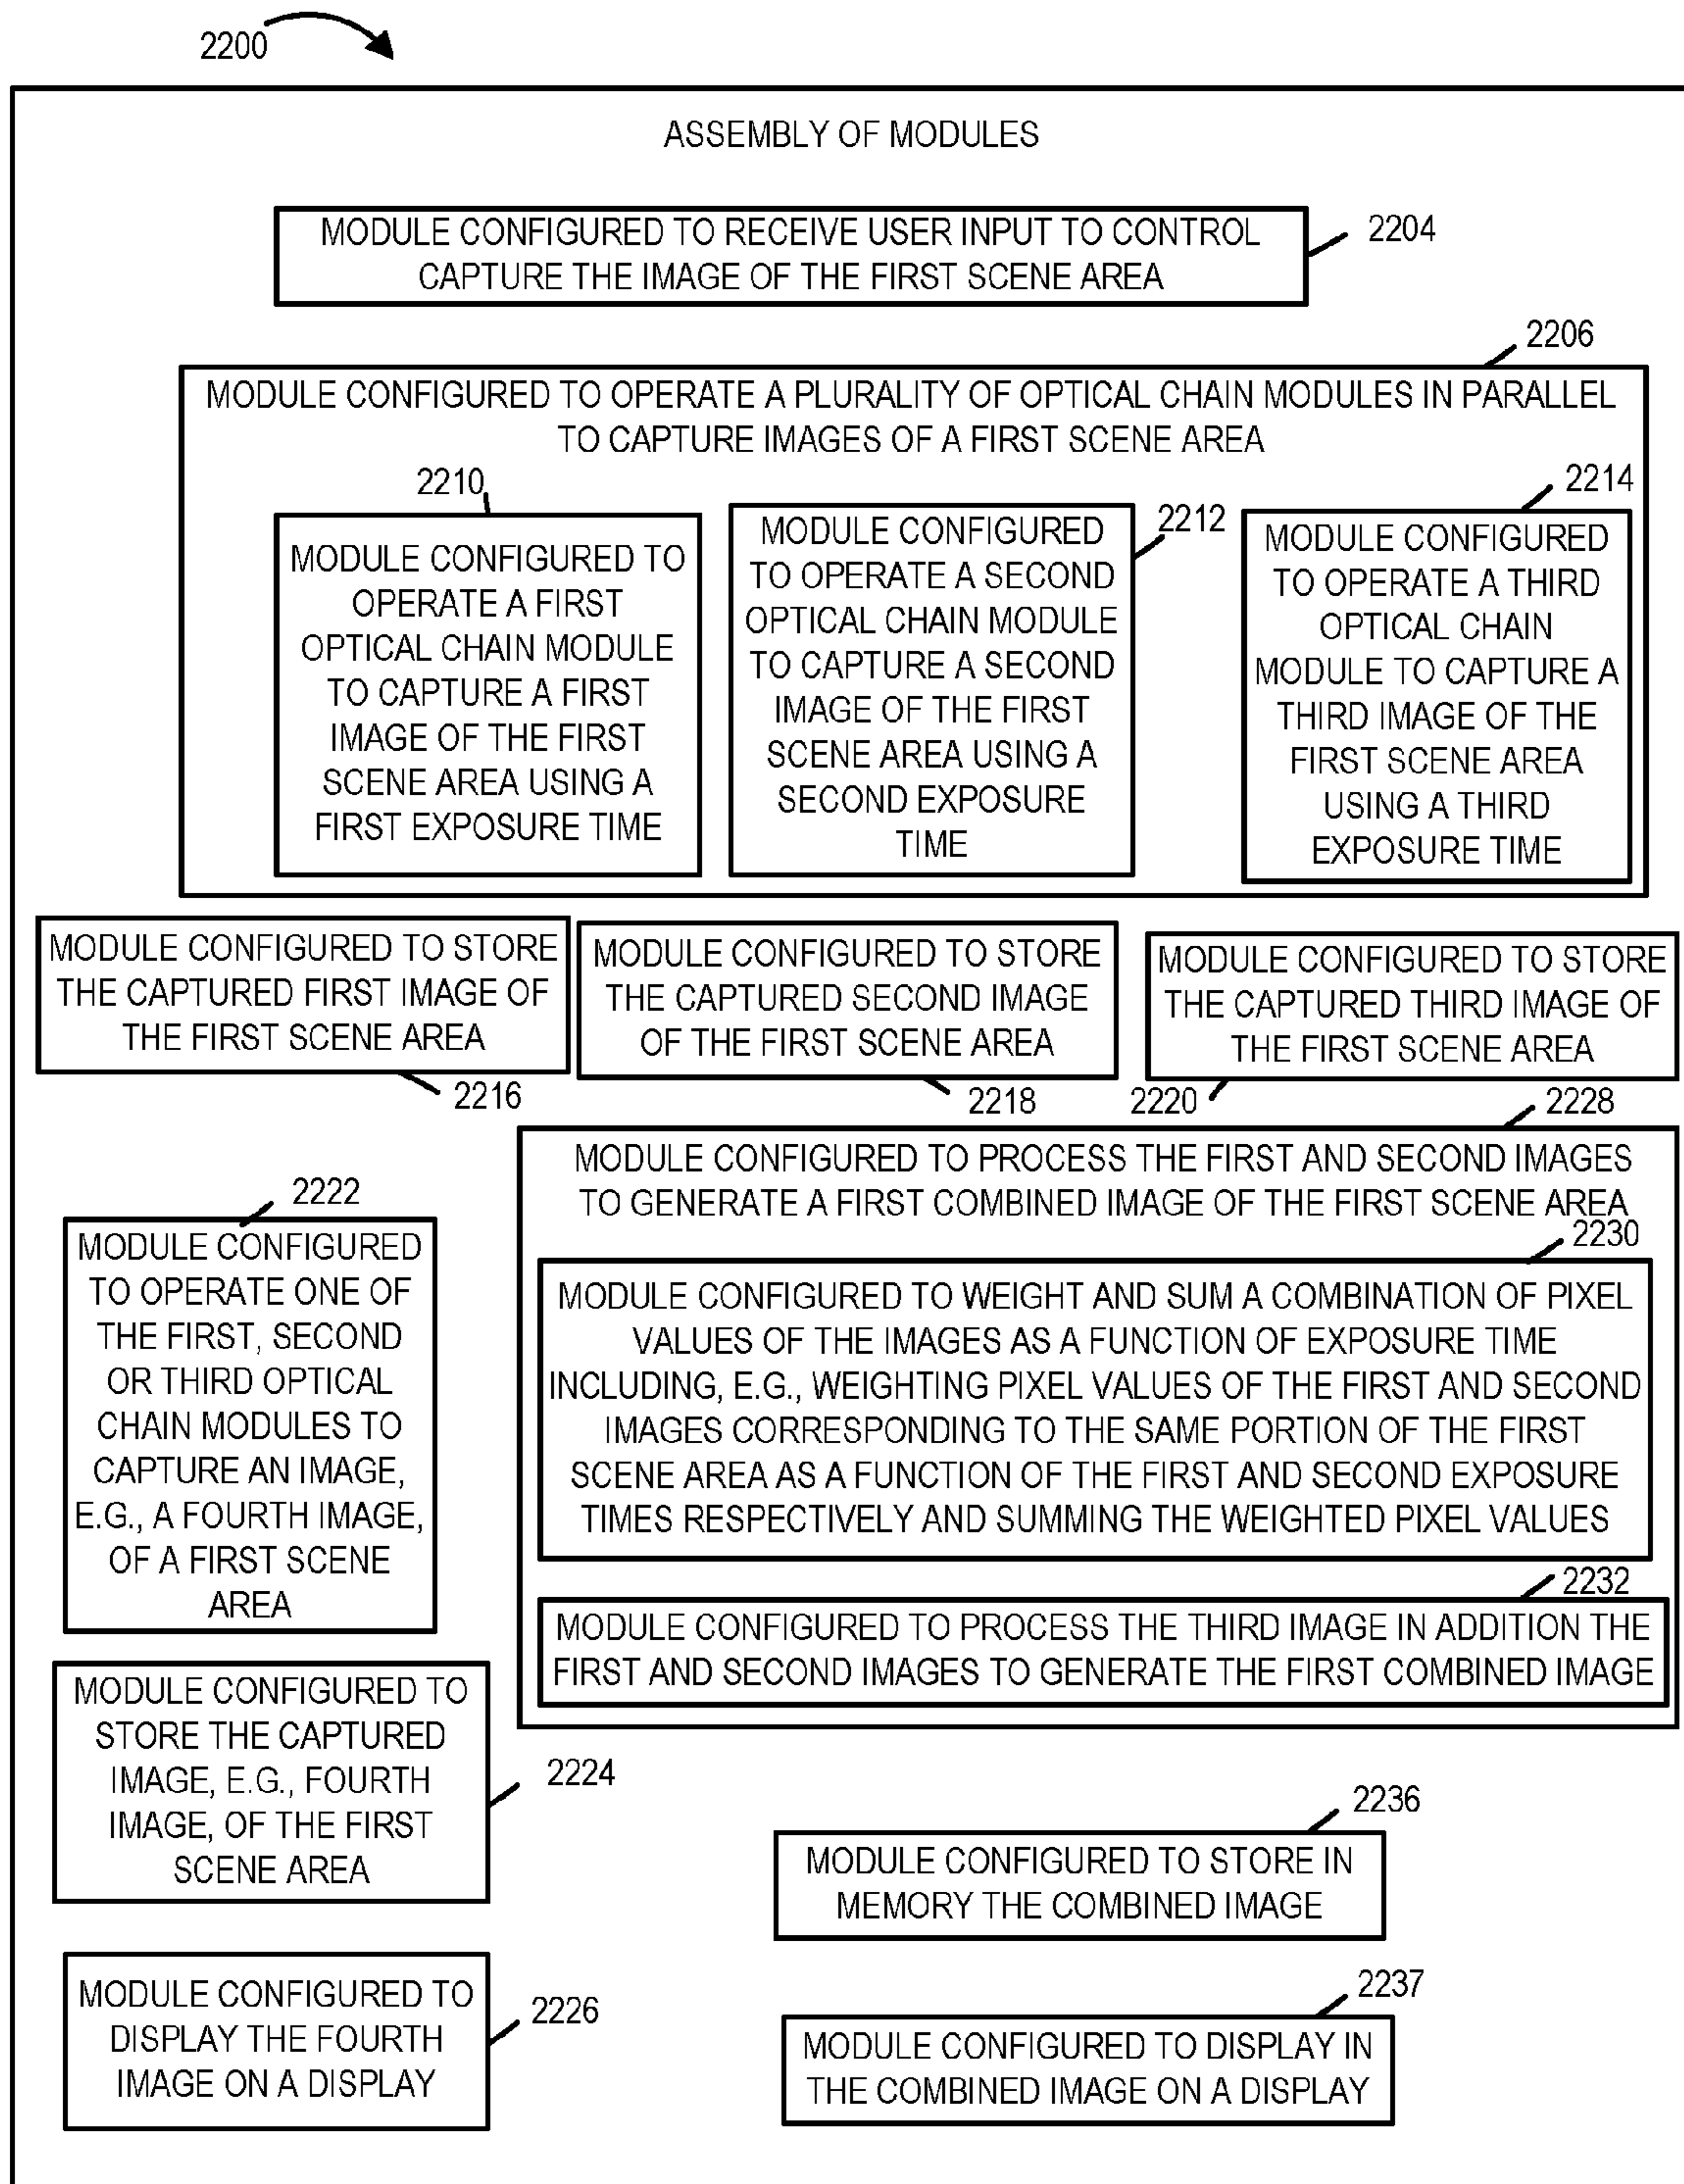 2200
ASSEMBLY OF MODULES
MODULE CONFIGURED TO RECEIVE USER INPUT TO CONTROL
CAPTURE THE IMAGE OF THE FIRST SCENE AREA
2204
2206
MODULE CONFIGURED TO OPERATE A PLURALITY OF OPTICAL CHAIN MODULES IN PARALLEL
TO CAPTURE IMAGES OF A FIRST SCENE AREA
2210
MODULE CONFIGURED TO
OPERATE A FIRST
OPTICAL CHAIN MODULE
TO CAPTURE A FIRST
IMAGE OF THE FIRST
SCENE AREA USING A
FIRST EXPOSURE TIME
2212
MODULE CONFIGURED
TO OPERATE A SECOND
OPTICAL CHAIN MODULE
TO CAPTURE A SECOND
IMAGE OF THE FIRST
SCENE AREA USING A
SECOND EXPOSURE
TIME
2214
MODULE CONFIGURED
TO OPERATE A THIRD
OPTICAL CHAIN
MODULE TO CAPTURE A
THIRD IMAGE OF THE
FIRST SCENE AREA
USING A THIRD
EXPOSURE TIME
MODULE CONFIGURED TO STORE
THE CAPTURED FIRST IMAGE OF
THE FIRST SCENE AREA
2216
MODULE CONFIGURED TO STORE
THE CAPTURED SECOND IMAGE
OF THE FIRST SCENE AREA
2218
MODULE CONFIGURED TO STORE
THE CAPTURED THIRD IMAGE OF
THE FIRST SCENE AREA
2220
2222
MODULE CONFIGURED
TO OPERATE ONE OF
THE FIRST, SECOND
OR THIRD OPTICAL
CHAIN MODULES TO
CAPTURE AN IMAGE,
E.G., A FOURTH IMAGE,
OF A FIRST SCENE
AREA
2228
MODULE CONFIGURED TO PROCESS THE FIRST AND SECOND IMAGES
TO GENERATE A FIRST COMBINED IMAGE OF THE FIRST SCENE AREA
2230
MODULE CONFIGURED TO WEIGHT AND SUM A COMBINATION OF PIXEL
VALUES OF THE IMAGES AS A FUNCTION OF EXPOSURE TIME
INCLUDING, E.G., WEIGHTING PIXEL VALUES OF THE FIRST AND SECOND
IMAGES CORRESPONDING TO THE SAME PORTION OF THE FIRST
SCENE AREA AS A FUNCTION OF THE FIRST AND SECOND EXPOSURE
TIMES RESPECTIVELY AND SUMMING THE WEIGHTED PIXEL VALUES
2232
MODULE CONFIGURED TO PROCESS THE THIRD IMAGE IN ADDITION THE
FIRST AND SECOND IMAGES TO GENERATE THE FIRST COMBINED IMAGE
MODULE CONFIGURED TO
STORE THE CAPTURED
IMAGE, E.G., FOURTH
IMAGE, OF THE FIRST
SCENE AREA
2224
2236
MODULE CONFIGURED TO STORE IN
MEMORY THE COMBINED IMAGE
MODULE CONFIGURED TO
DISPLAY THE FOURTH
IMAGE ON A DISPLAY
2226
2237
MODULE CONFIGURED TO DISPLAY IN
THE COMBINED IMAGE ON A DISPLAY